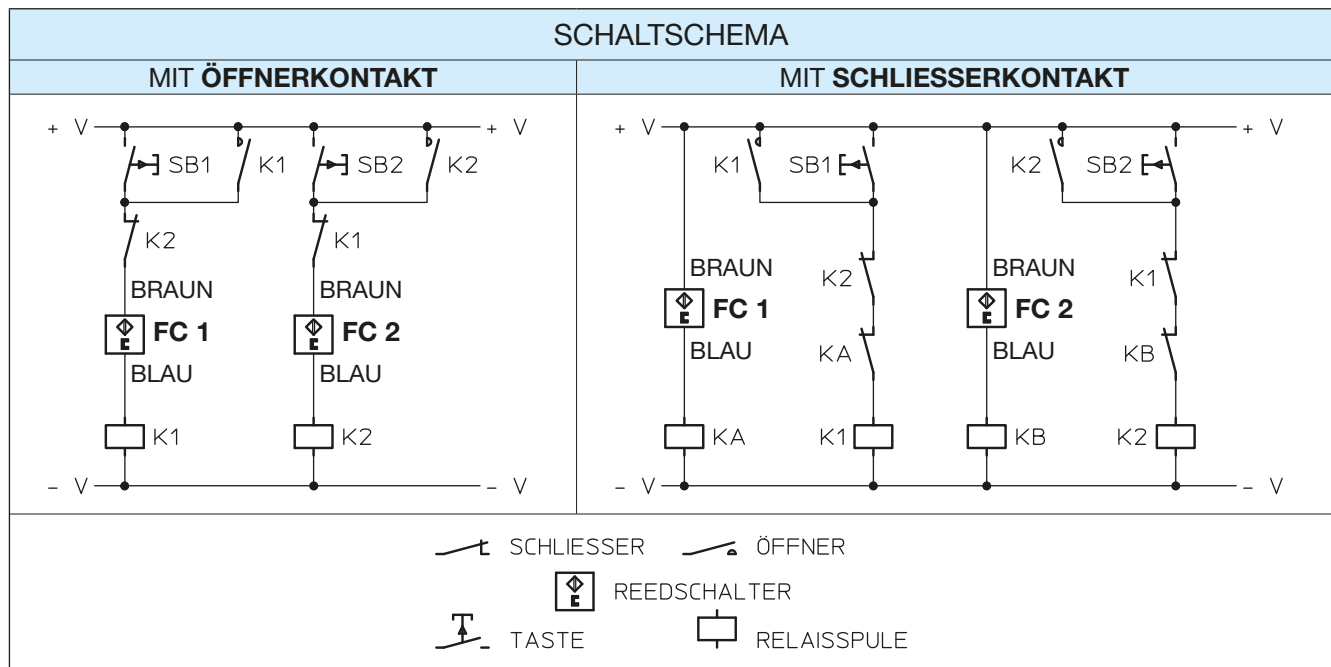 SCHALTSCHEMA
MIT ÖFFNERKONTAKT
MIT SCHLIESSERKONTAKT
+ V + V
+ V + V
SB1 K1 SB2 K2
K1 SB1 K2 SB2
K2 K1
K2 K1
BRAUN BRAUN
BRAUN BRAUN
FC 1 FC 2
FC 1 FC 2
BLAU BLAU
BLAU KA BLAU KB
K1 K2
KA K1 KB K2
- V - V
- V - V
SCHLIESSER ÖFFNER
REEDSCHALTER
TASTE RELAISSPULE